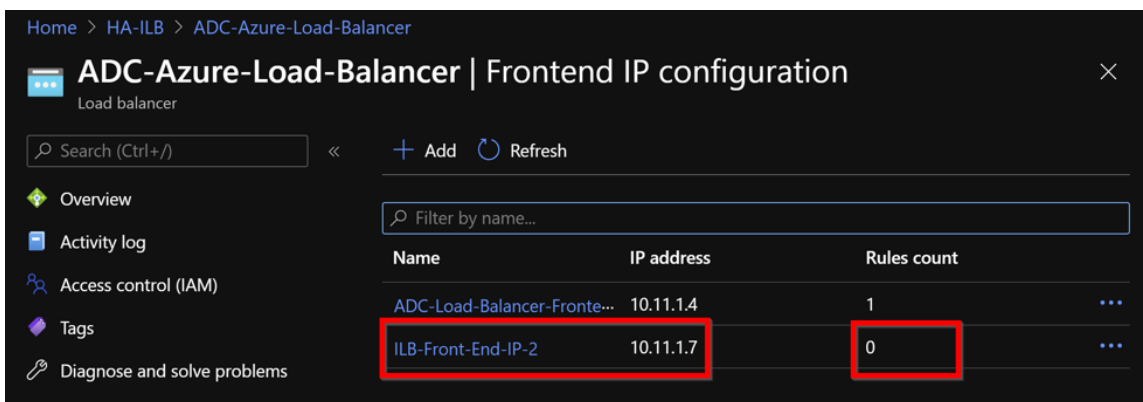 Home > HA-ILB > ADC-Azure-Load-Balancer
ADC-Azure-Load-Balancer | Frontend IP configuration
Load balancer
Search (Ctrl+/)
«
Add Refresh
Overview
Activity log
Access control (IAM)
Tags
Diagnose and solve problems
Filter by name...
Name IP address Rules count
ADC-Load-Balancer-Fronte... 10.11.1.4 1
ILB-Front-End-IP-2 10.11.1.7 0